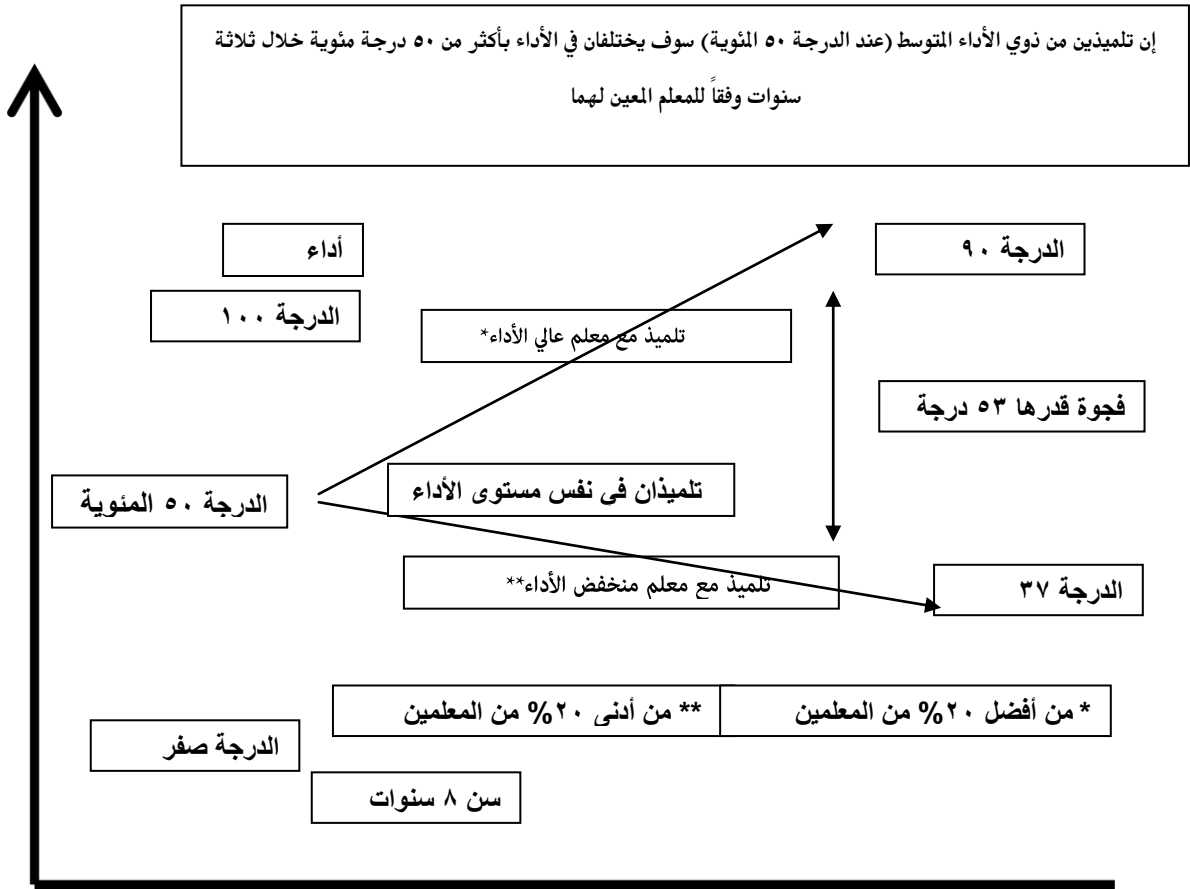 إن تلميذين من ذوي الأداء المتوسط (عند الدرجة ٥٠ المئوية) سوف يختلفان في الأداء بأكثر من ٥٠ درجة مئوية خلال ثلاثة
سنوات وفقاً للمعلم المعين لهما
أداء
الدرجة ٩٠
الدرجة ١٠٠
تلميذ مع معلم عالي الأداء*
فجوة قدرها ٥٣ درجة
تلميذان فى نفس مستوى الأداء
الدرجة ٥٠ المئوية
تلميذ مع معلم منخفض الأداء**
الدرجة ٣٧
* من أفضل ٢٠% من المعلمين
** من أدنى ٢٠% من المعلمين
الدرجة صفر
سن ٨ سنوات